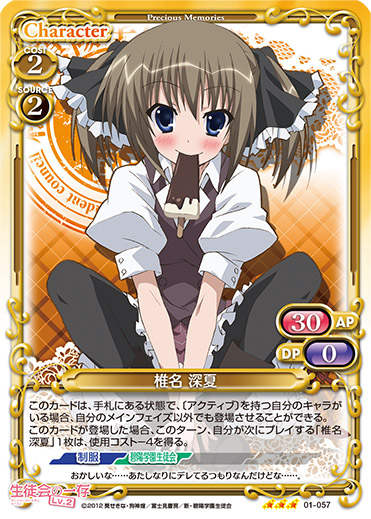 Precious Memories
Character
COST
2
SOURCE
2
dent council
30 AP
DP 0
椎名 深夏
このカードは、手札にある状態で、〔アクティブ〕を持つ自分のキャラが
いる場合、自分のメインフェイズ以外でも登場させることができる。
このカードが登場した場合、このターン、自分が次にプレイする「椎名
深夏」1枚は、使用コスト－4を得る。
制服 碧陽学園生徒会
おかしいな……あたしなりにデレてるつもりなんだけどな……。
生徒会の一存 Lv.2
©2012 葵せきな・狗神煌／富士見書房／新・碧陽学園生徒会
01-057